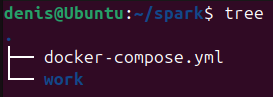 denis@Ubuntu:~/spark$ tree
.
├── docker-compose.yml
└── work